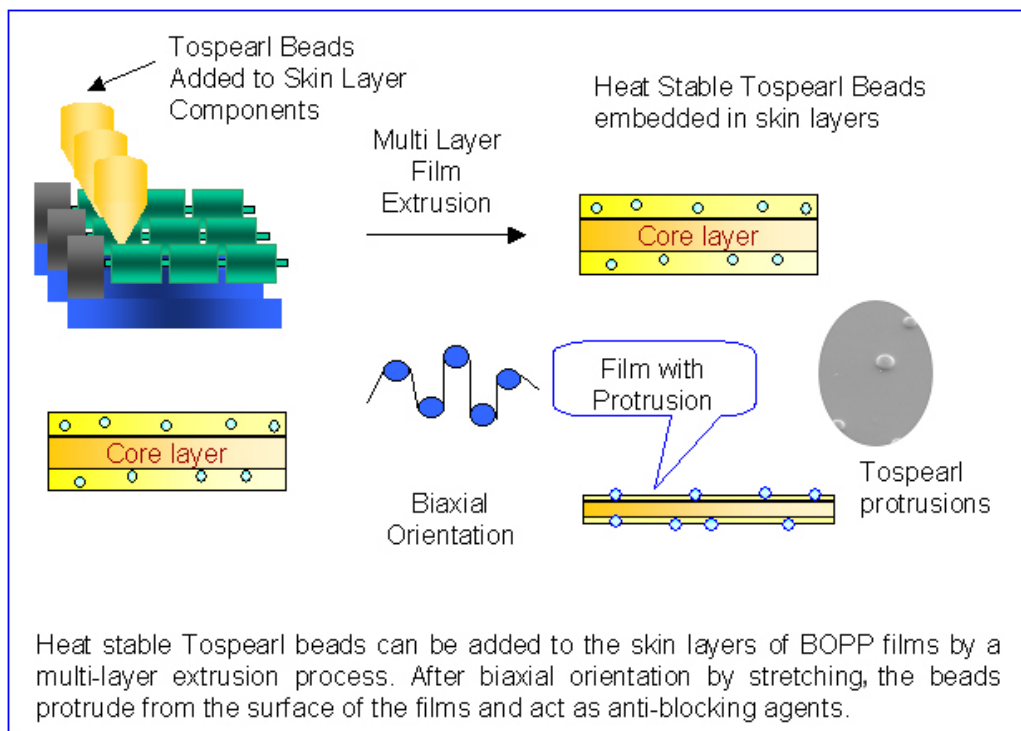 Tospearl Beads
Added to Skin Layer
Components
Multi Layer
Film
Extrusion
Heat Stable Tospearl Beads
embedded in skin layers
Core layer
Core layer
Biaxial
Orientation
Film with
Protrusion
Tospearl
protrusions
Heat stable Tospearl beads can be added to the skin layers of BOPP films by a
multi-layer extrusion process. After biaxial orientation by stretching, the beads
protrude from the surface of the films and act as anti-blocking agents.